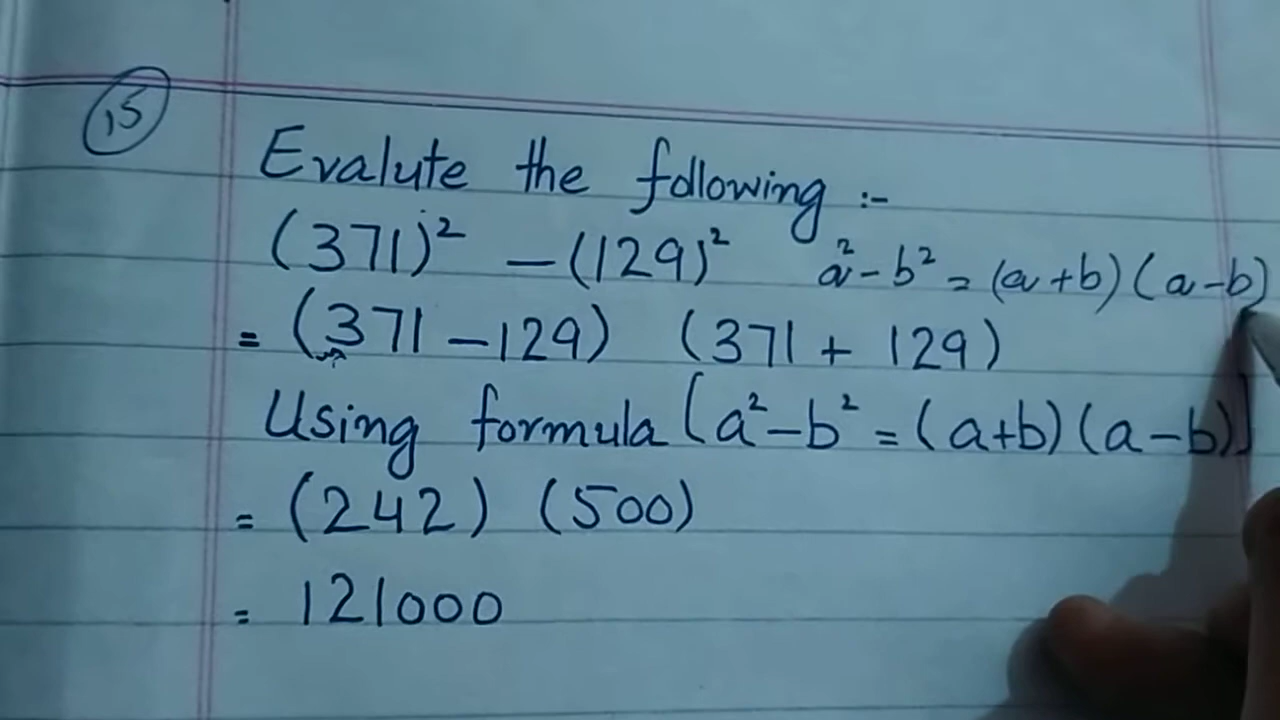 15
Evalute the following :-
(371)² – (129)² a² - b² = (a + b) (a - b)
= (371 – 129) (371 + 129)
Using formula [a² – b² = (a+b) (a – b)]
= (242) (500)
= 121000